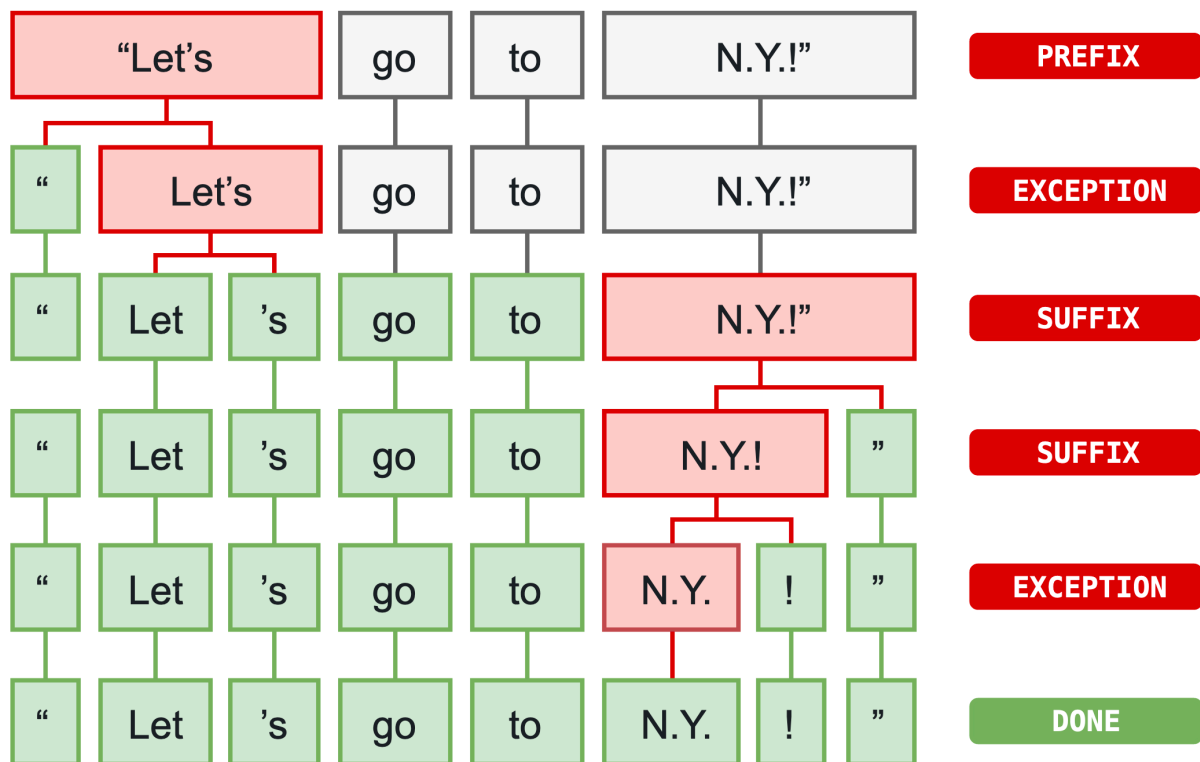 “Let’s go to N.Y.!” PREFIX
“ Let’s go to N.Y.!” EXCEPTION
“ Let ’s go to N.Y.!” SUFFIX
“ Let ’s go to N.Y.! ” SUFFIX
“ Let ’s go to N.Y. ! ” EXCEPTION
“ Let ’s go to N.Y. ! ” DONE